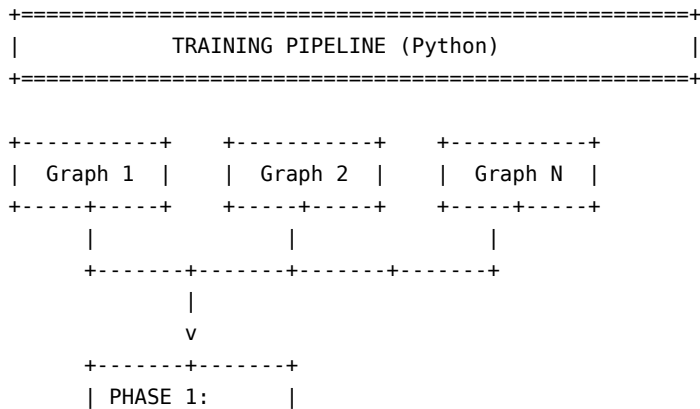 +======================================================+
|            TRAINING PIPELINE (Python)                |
+======================================================+
+-----------+    +-----------+    +-----------+
|  Graph 1  |    |  Graph 2  |    |  Graph N  |
+-----+-----+    +-----+-----+    +-----+-----+
      |                |                |
      +-------+-------+-------+-------+
              |
              v
      +-------+-------+
      | PHASE 1:      |